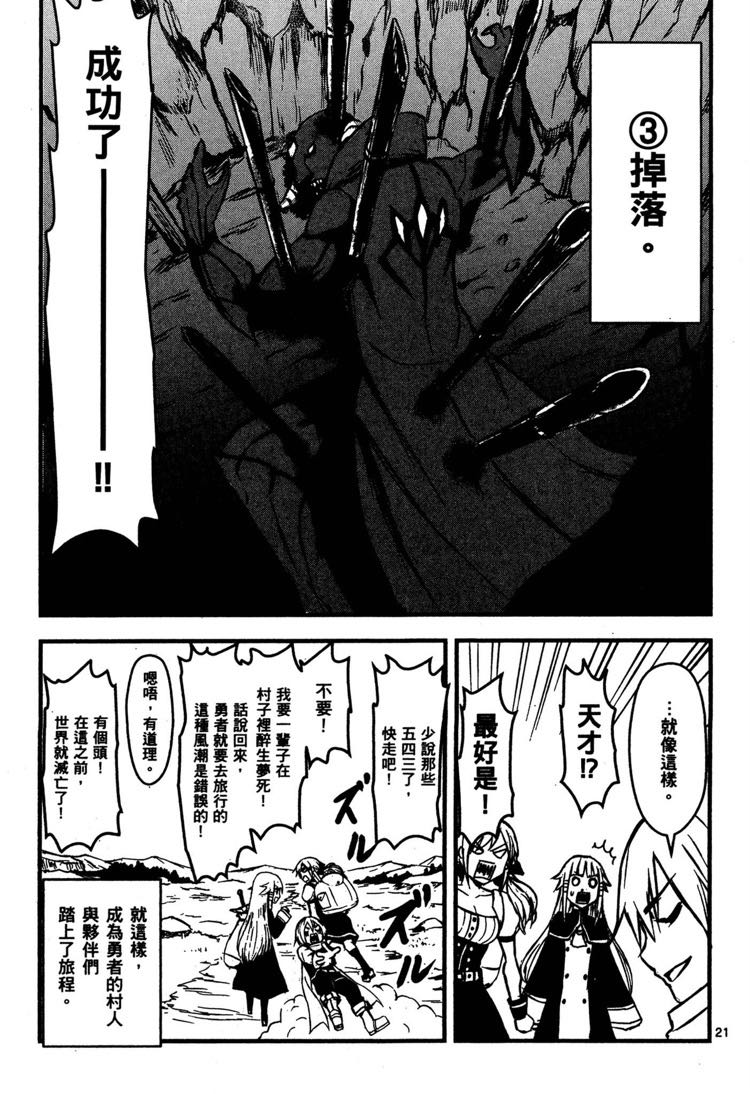 ③掉落。
成功了——!!
…就像這樣。
天才!?
最好是！
少說那些
五四三了，
快走吧！
不要！
我要一輩子在
村子裡醉生夢死！
話說回來，
勇者就要去旅行的
這種風潮是錯誤的！
嗯唔，有道理。
有個頭！
在這之前，
世界就滅亡了！
ズル
ズル
就這樣，
成為勇者的村人
與夥伴們
踏上了旅程。
21